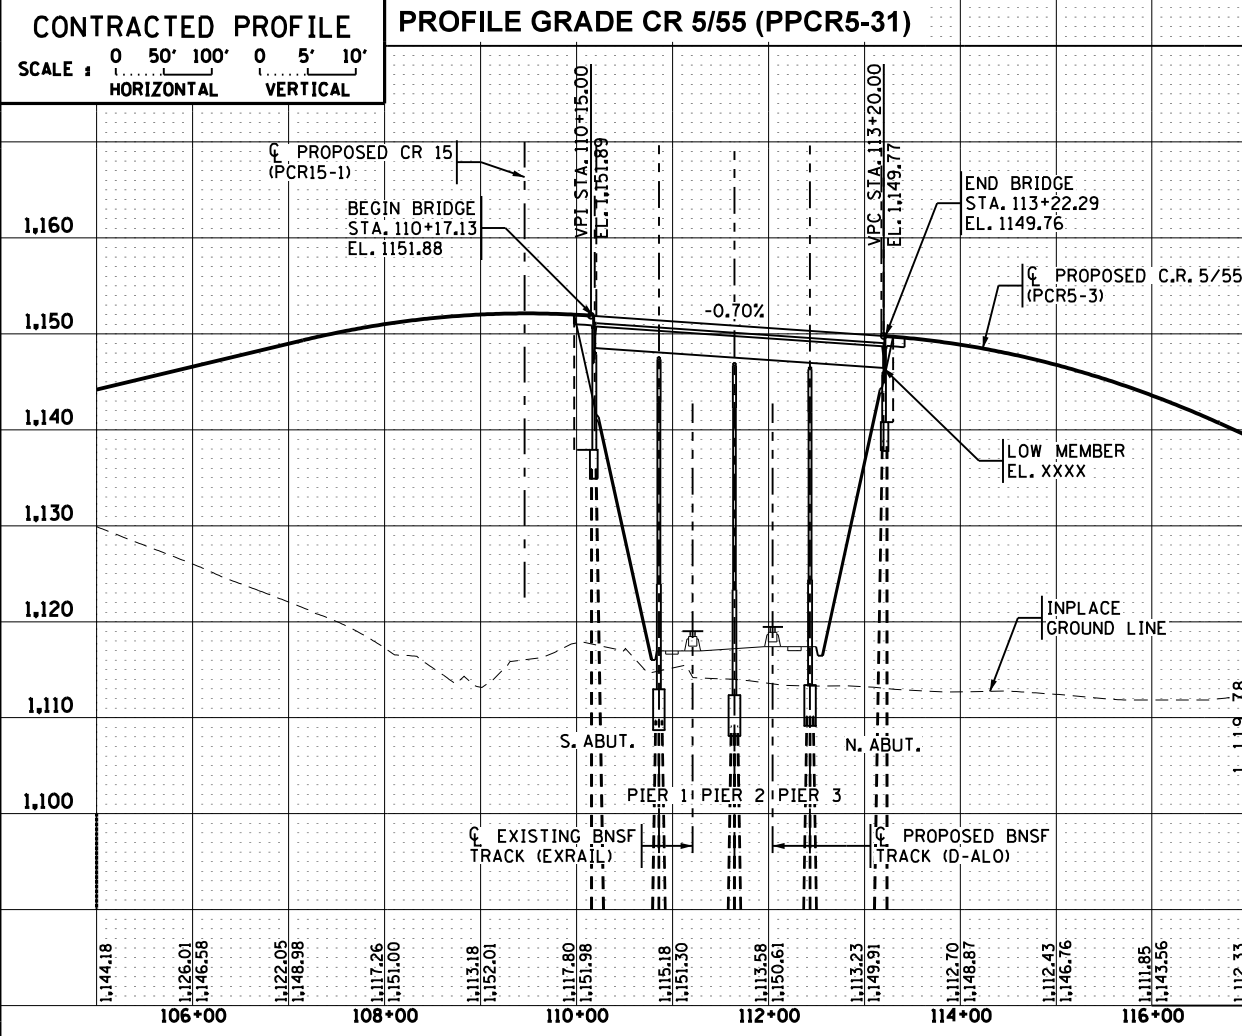 CONTRACTED PROFILE
SCALE :
0 50' 100'
HORIZONTAL
0 5' 10'
VERTICAL
PROFILE GRADE CR 5/55 (PPCR5-31)
VPI STA. 110+15.00
EL. 1,151.89
VPC STA. 113+20.00
EL. 1,149.77
℄ PROPOSED CR 15
(PCR15-1)
BEGIN BRIDGE
STA. 110+17.13
EL. 1151.88
END BRIDGE
STA. 113+22.29
EL. 1149.76
℄ PROPOSED C.R. 5/55
(PCR5-3)
-0.70%
LOW MEMBER
EL. XXXX
INPLACE
GROUND LINE
1,160
1,150
1,140
1,130
1,120
1,110
1,100
S. ABUT.
N. ABUT.
PIER 1
PIER 2
PIER 3
℄ EXISTING BNSF
TRACK (EXRAIL)
℄ PROPOSED BNSF
TRACK (D-ALO)
1,144.18
1,126.01
1,146.58
1,122.05
1,148.98
1,117.26
1,151.00
1,113.18
1,152.01
1,117.80
1,151.98
1,115.18
1,151.30
1,113.58
1,150.61
1,113.23
1,149.91
1,112.70
1,148.87
1,112.43
1,146.76
1,111.85
1,143.56
1,112.33
106+00
108+00
110+00
112+00
114+00
116+00